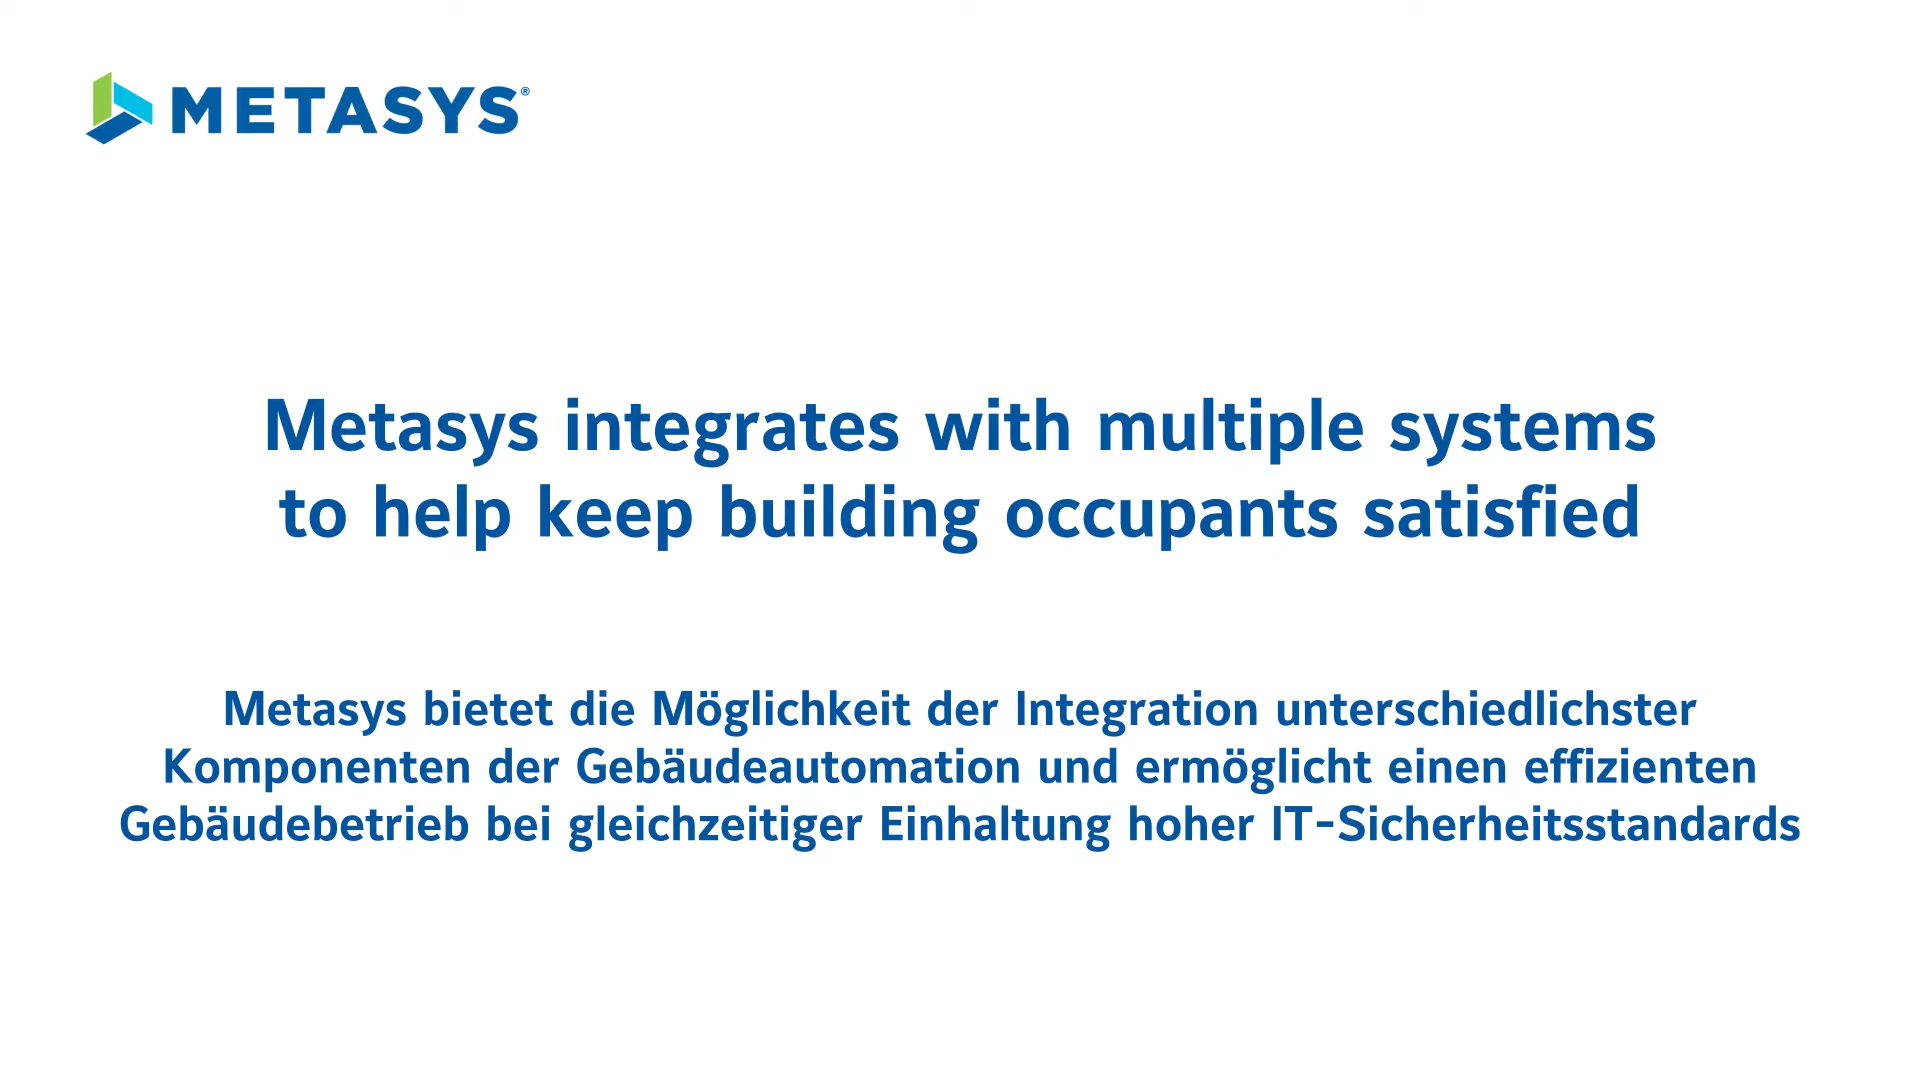 METASYS®
Metasys integrates with multiple systems
to help keep building occupants satisfied
Metasys bietet die Möglichkeit der Integration unterschiedlichster
Komponenten der Gebäudeautomation und ermöglicht einen effizienten
Gebäudebetrieb bei gleichzeitiger Einhaltung hoher IT-Sicherheitsstandards